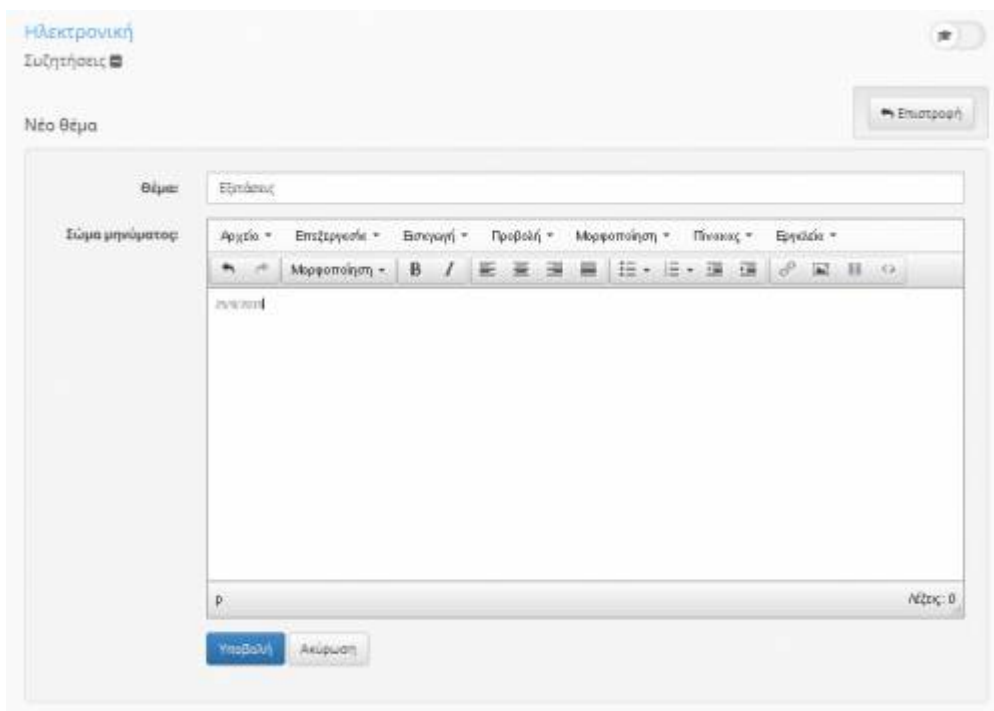 Ηλεκτρονική
Συζητήσεις
Επιστροφή
Νέο θέμα
Θέμα: Εξετάσεις
Σώμα μηνύματος:
Αρχείο Επεξεργασία Εισαγωγή Προβολή Μορφοποίηση Πίνακας Εργαλεία
Μορφοποίηση B I
p Λέξεις: 0
Υποβολή Ακύρωση